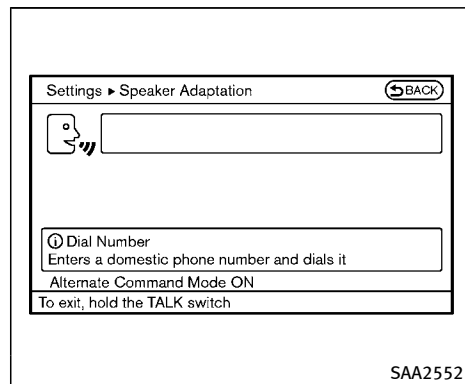 Settings ▸ Speaker Adaptation
BACK
Dial Number
Enters a domestic phone number and dials it
Alternate Command Mode ON
To exit, hold the TALK switch
SAA2552